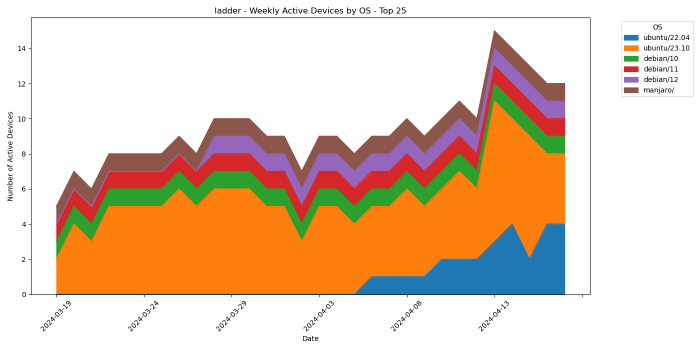 ladder - Weekly Active Devices by OS - Top 25
OS
ubuntu/22.04
ubuntu/23.10
debian/10
debian/11
debian/12
manjaro/
Number of Active Devices
14
12
10
8
6
4
2
0
2024-03-19
2024-03-24
2024-03-29
2024-04-03
2024-04-08
2024-04-13
Date